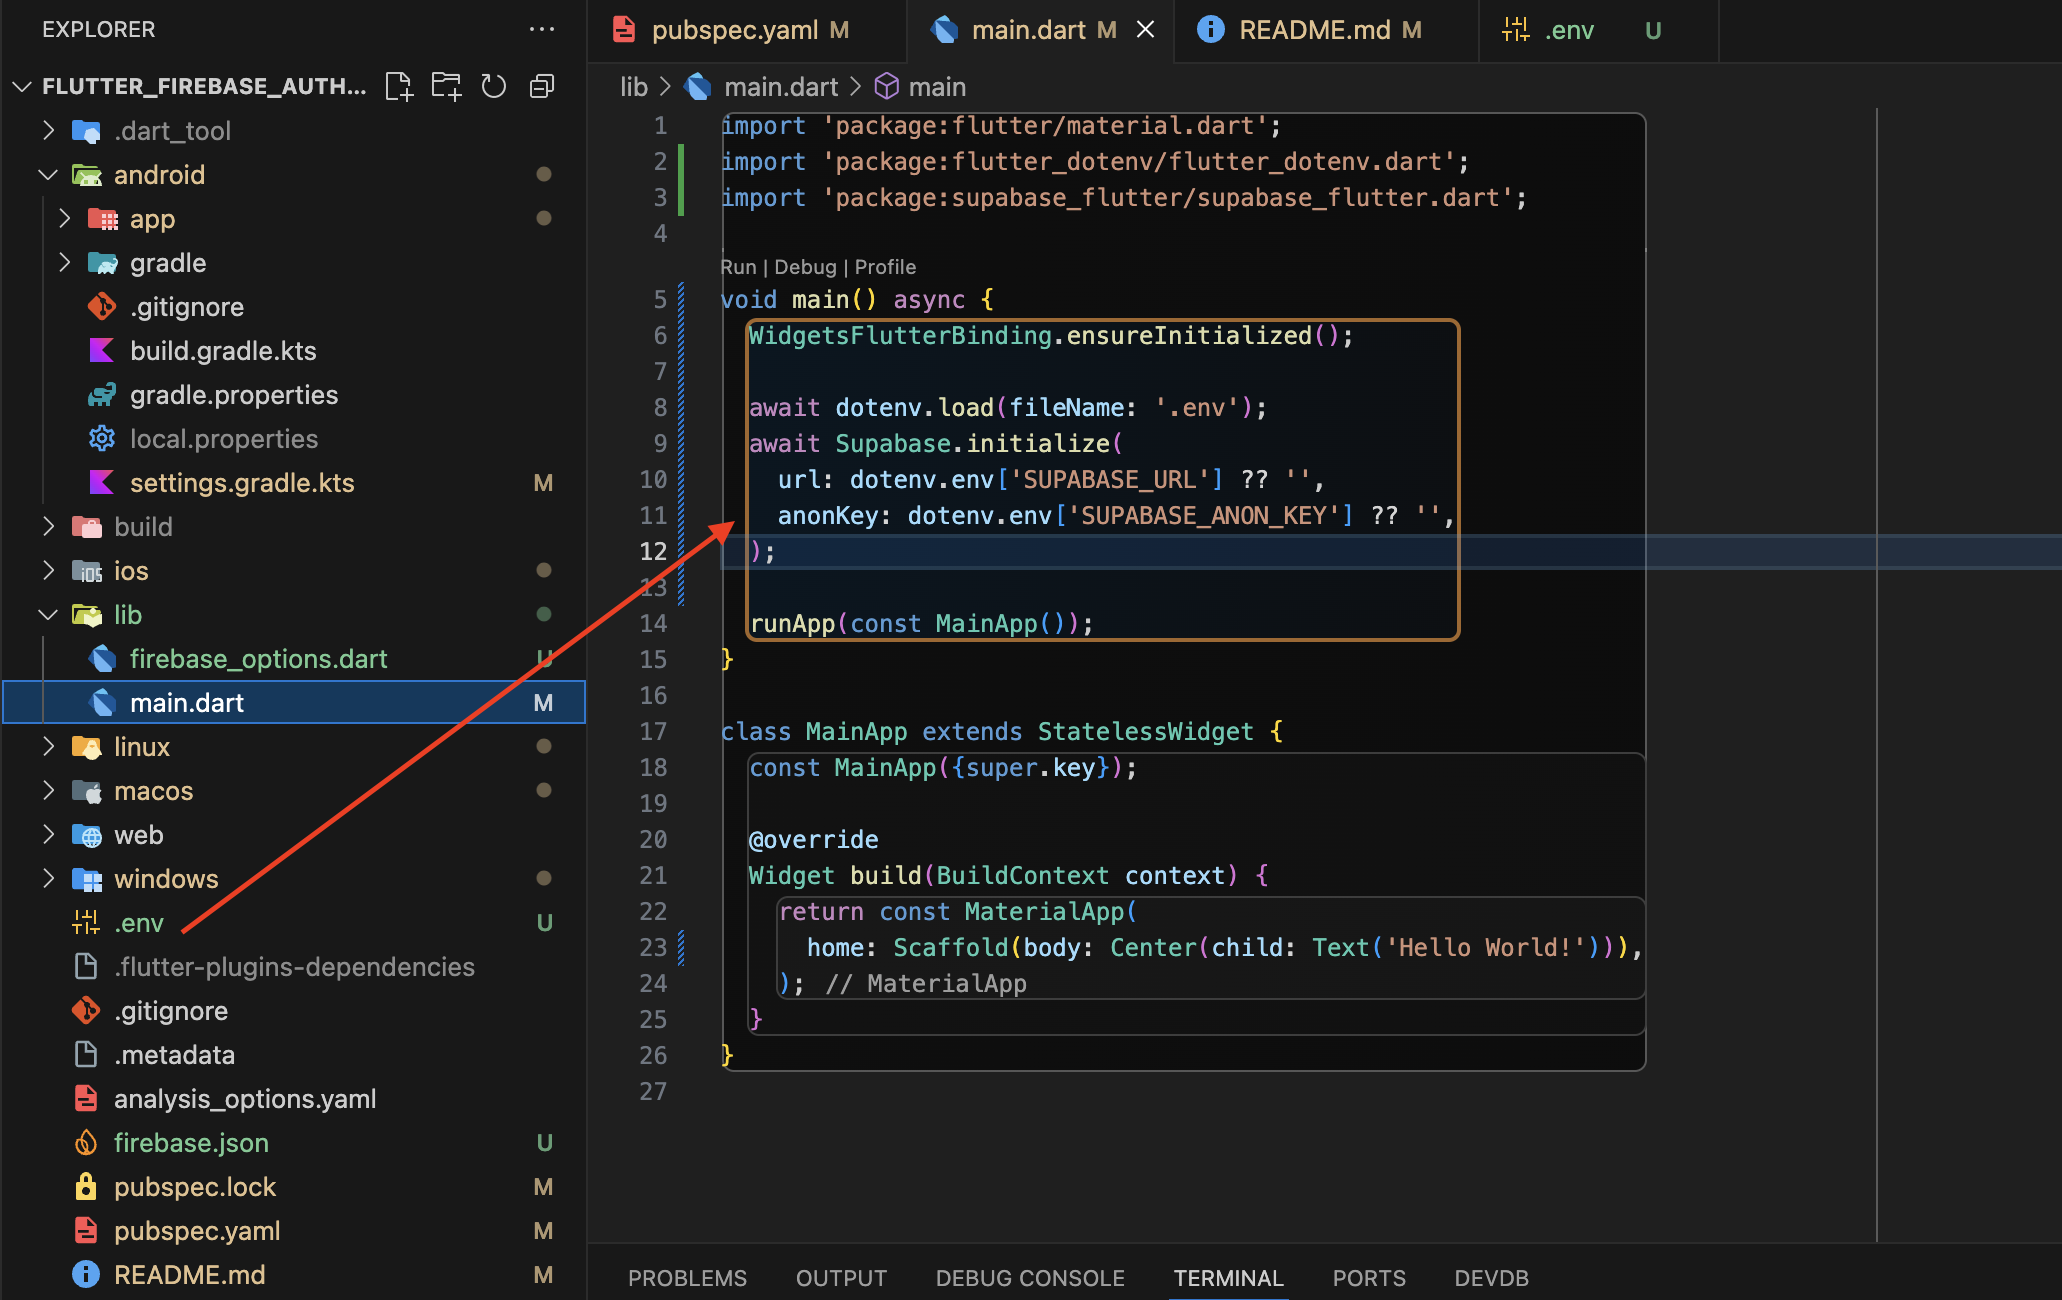 EXPLORER
FLUTTER_FIREBASE_AUTH...
.dart_tool
android
app
gradle
.gitignore
build.gradle.kts
gradle.properties
local.properties
settings.gradle.kts M
build
iOS ios
lib
firebase_options.dart U
main.dart M
linux
macos
web
windows
.env U
.flutter-plugins-dependencies
.gitignore
.metadata
analysis_options.yaml
firebase.json U
pubspec.lock M
pubspec.yaml M
README.md M
pubspec.yaml M main.dart M README.md M .env U
lib > main.dart > main
1 import 'package:flutter/material.dart';
2 import 'package:flutter_dotenv/flutter_dotenv.dart';
3 import 'package:supabase_flutter/supabase_flutter.dart';
4
Run | Debug | Profile
5 void main() async {
6 WidgetsFlutterBinding.ensureInitialized();
7
8 await dotenv.load(fileName: '.env');
9 await Supabase.initialize(
10 url: dotenv.env['SUPABASE_URL'] ?? '',
11 anonKey: dotenv.env['SUPABASE_ANON_KEY'] ?? '',
12 );
13
14 runApp(const MainApp());
15 }
16
17 class MainApp extends StatelessWidget {
18 const MainApp({super.key});
19
20 @override
21 Widget build(BuildContext context) {
22 return const MaterialApp(
23 home: Scaffold(body: Center(child: Text('Hello World!'))),
24 ); // MaterialApp
25 }
26 }
27
PROBLEMS OUTPUT DEBUG CONSOLE TERMINAL PORTS DEVDB